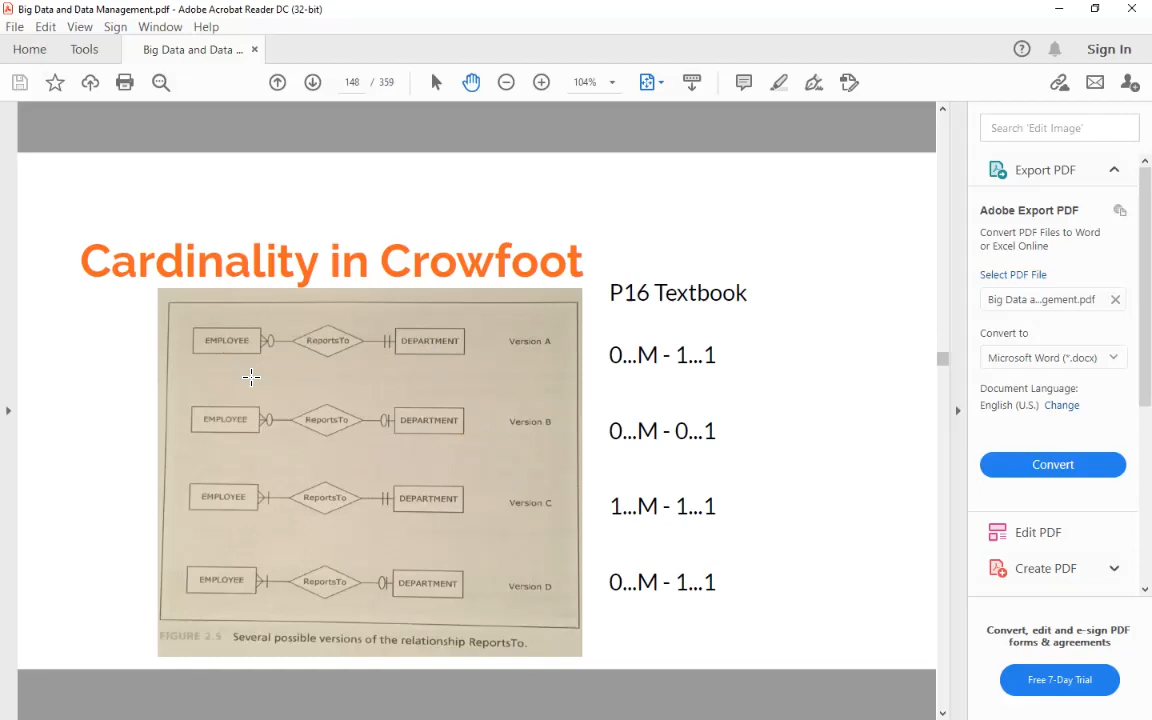 Big Data and Data Management.pdf - Adobe Acrobat Reader DC (32-bit)
File Edit View Sign Window Help
Home Tools Big Data and Data ... × Sign In
148 / 359 104%
Search 'Edit Image'
Export PDF
Adobe Export PDF
Convert PDF Files to Word
or Excel Online
Select PDF File
Big Data a...gement.pdf
Convert to
Microsoft Word (*.docx)
Document Language:
English (U.S.) Change
Convert
Edit PDF
Create PDF
Convert, edit and e-sign PDF
forms & agreements
Free 7-Day Trial
Cardinality in Crowfoot
P16 Textbook
0...M - 1...1
0...M - 0...1
1...M - 1...1
0...M - 1...1
EMPLOYEE ReportsTo DEPARTMENT Version A
EMPLOYEE ReportsTo DEPARTMENT Version B
EMPLOYEE ReportsTo DEPARTMENT Version C
EMPLOYEE ReportsTo DEPARTMENT Version D
FIGURE 2.5 Several possible versions of the relationship ReportsTo.